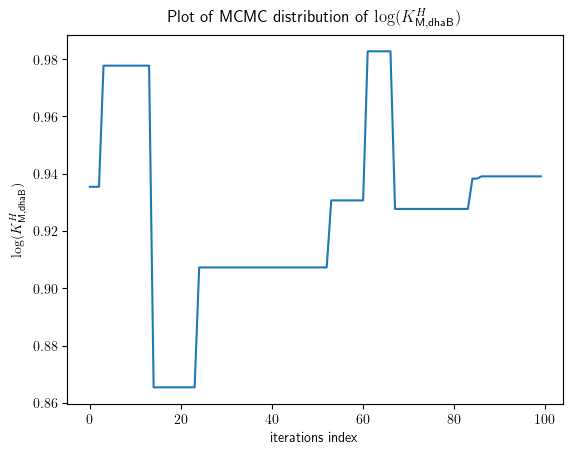 Plot of MCMC distribution of log(K^H_{M,dhaB})
0.98
0.96
0.94
0.92
0.90
0.88
0.86
log(K^H_{M,dhaB})
0 20 40 60 80 100
iterations index